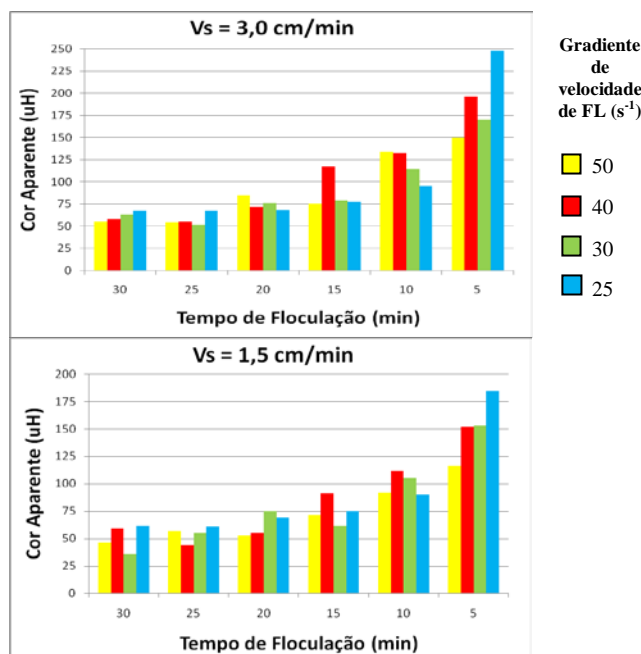 Vs = 3,0 cm/min
Cor Aparente (uH)
250
225
200
175
150
125
100
75
50
25
0
30 25 20 15 10 5
Tempo de Floculação (min)
Gradiente
de
velocidade
de FL (s⁻¹)
50
40
30
25
Vs = 1,5 cm/min
Cor Aparente (uH)
200
175
150
125
100
75
50
25
0
30 25 20 15 10 5
Tempo de Floculação (min)